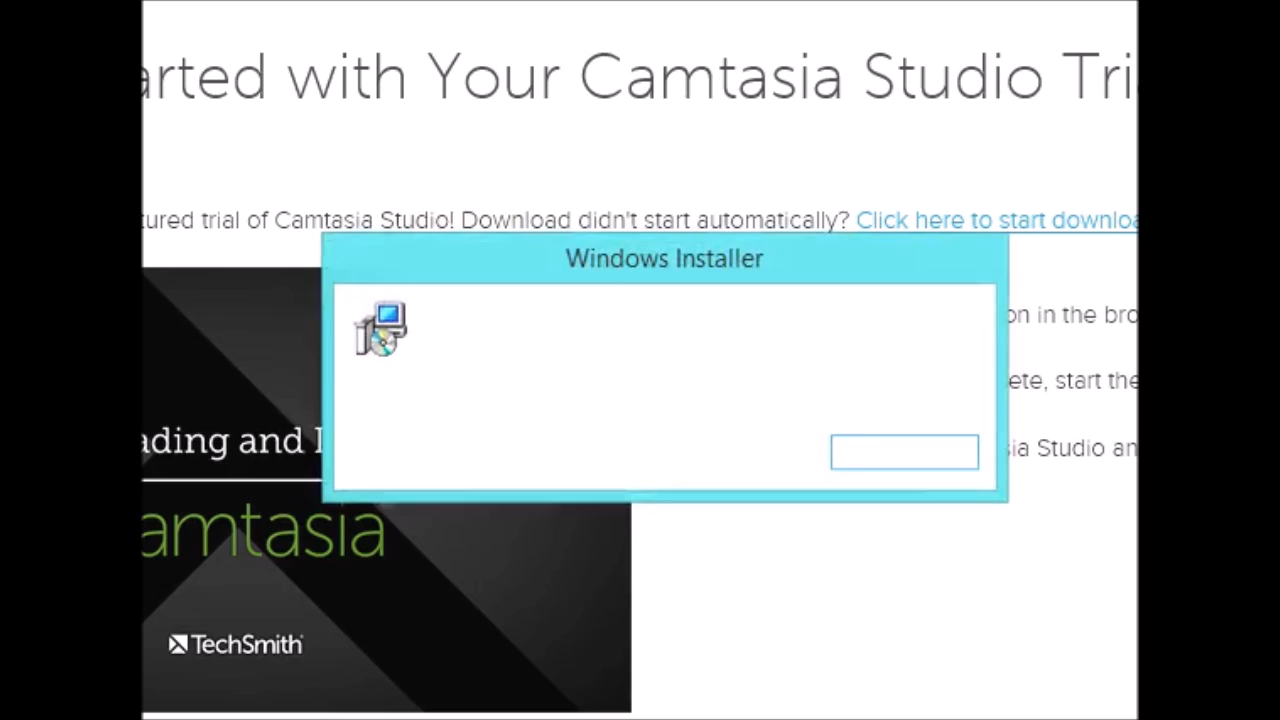 arted with Your Camtasia Studio Tri
tured trial of Camtasia Studio! Download didn't start automatically? Click here to start downloa
Windows Installer
on in the bro
ete, start the
ading and I
sia Studio an
amtasia
TechSmith